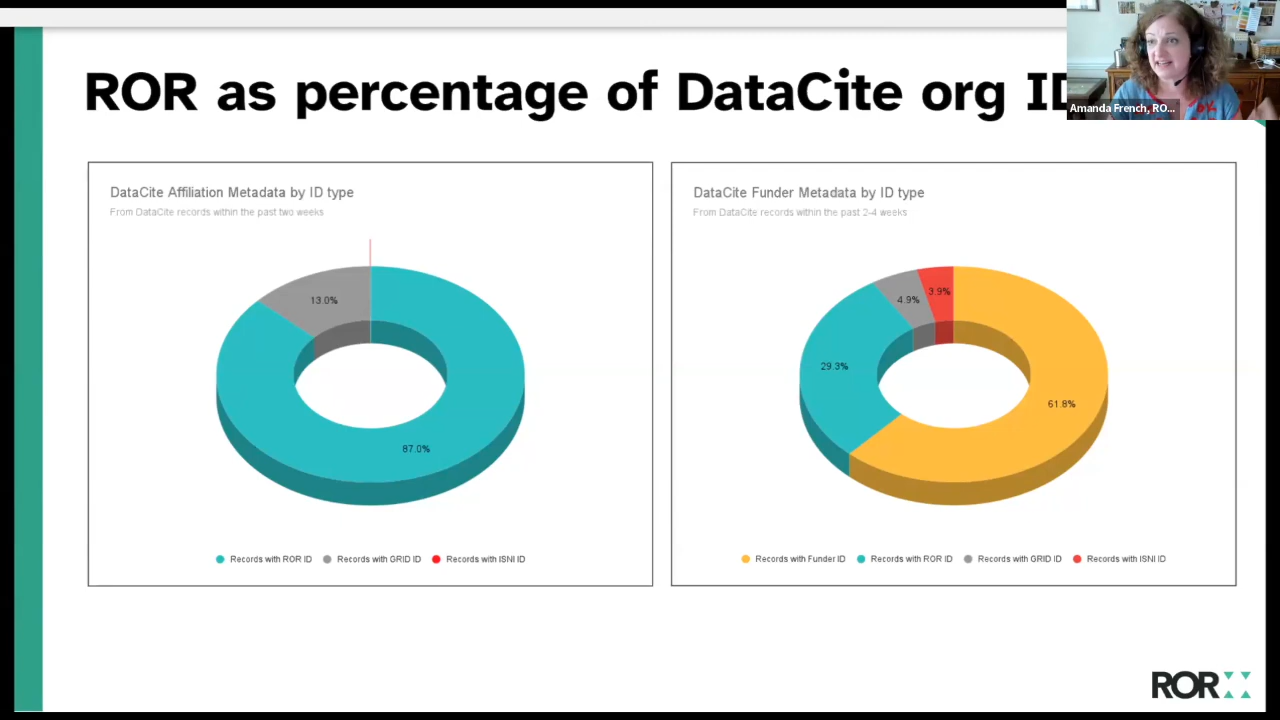 ROR as percentage of DataCite org ID
Amanda French, RO...
DataCite Affiliation Metadata by ID type
From DataCite records within the past two weeks
13.0%
87.0%
Records with ROR ID Records with GRID ID Records with ISNI ID
DataCite Funder Metadata by ID type
From DataCite records within the past 2-4 weeks
4.9%
3.9%
29.3%
61.8%
Records with Funder ID Records with ROR ID Records with GRID ID Records with ISNI ID
ROR